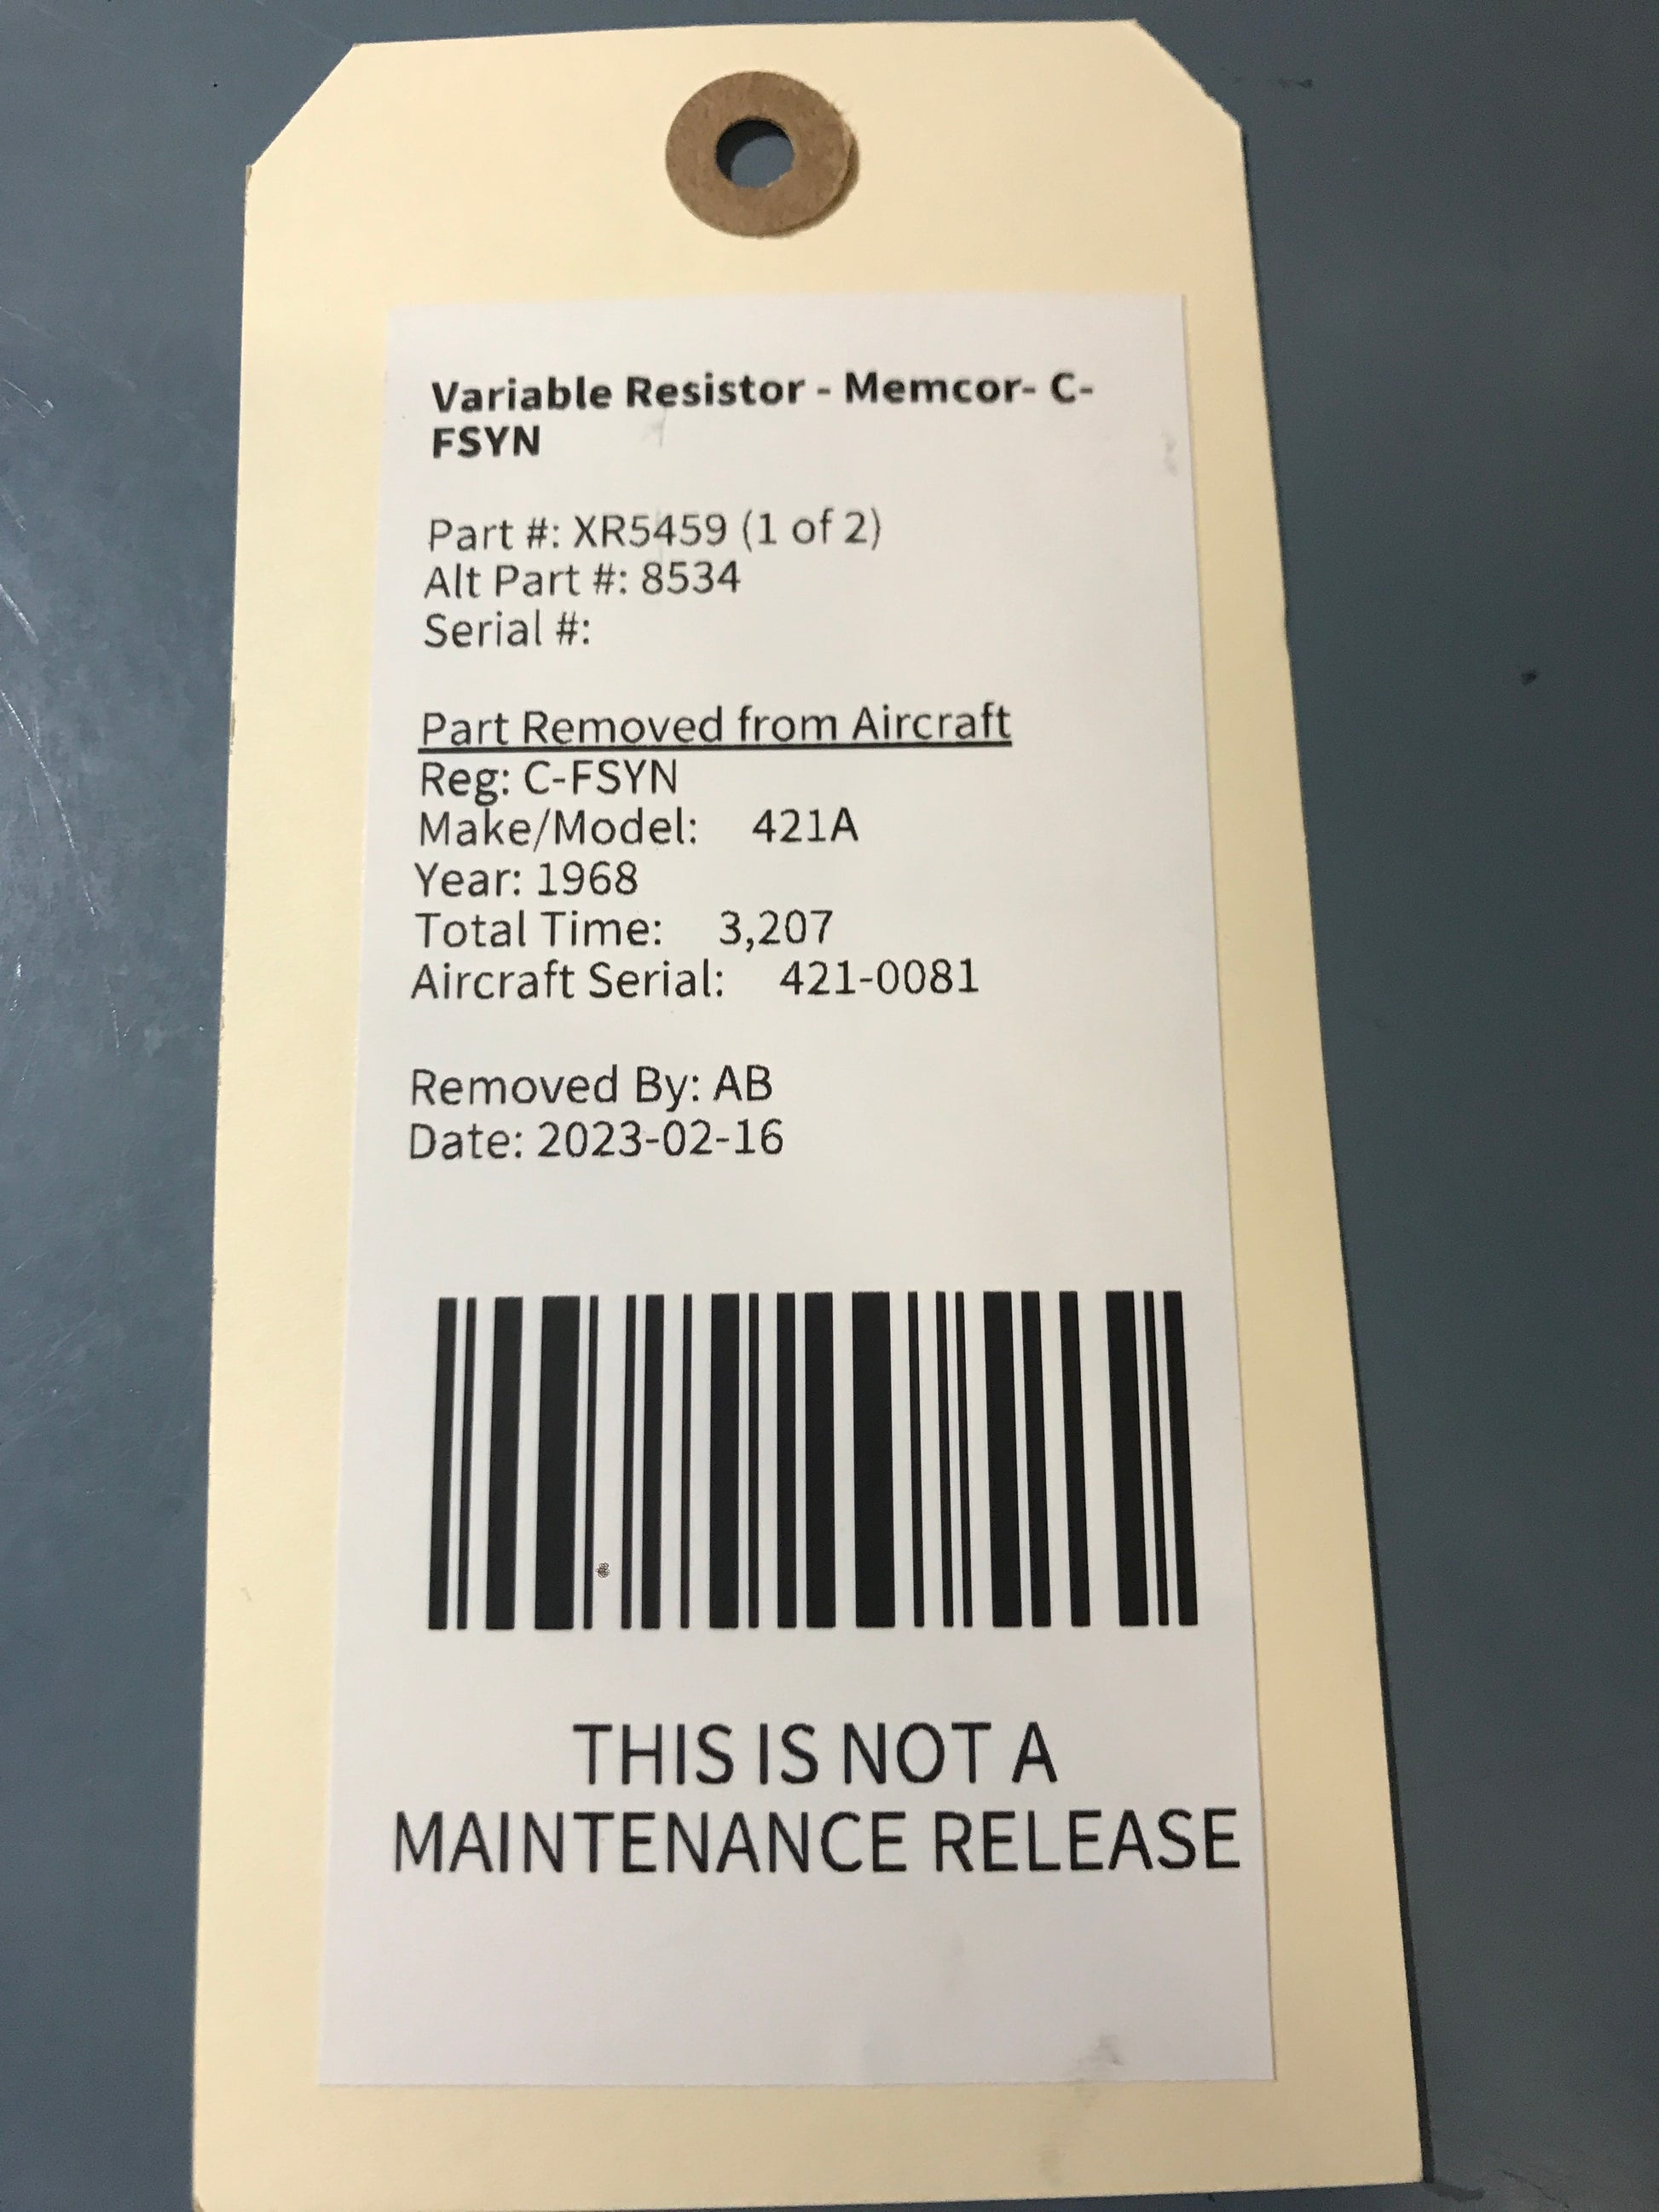 Variable Resistor - Memcor- C-
FSYN
Part #: XR5459 (1 of 2)
Alt Part #: 8534
Serial #:
Part Removed from Aircraft
Reg: C-FSYN
Make/Model: 421A
Year: 1968
Total Time: 3,207
Aircraft Serial: 421-0081
Removed By: AB
Date: 2023-02-16
THIS IS NOT A
MAINTENANCE RELEASE